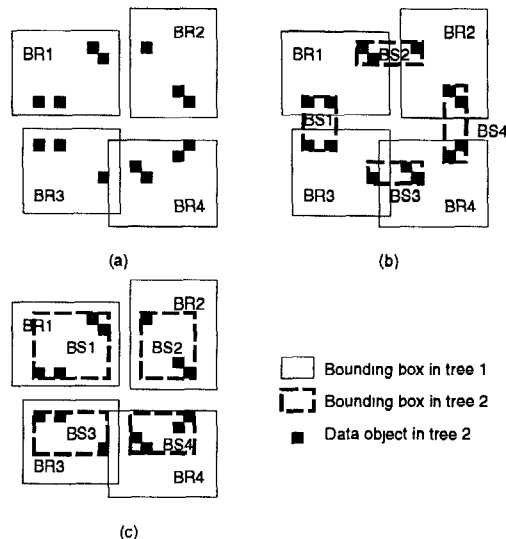 BR1
BR2
BR3
BR4
(a)
BR1
BR2
BS2
BS1
BS4
BS3
BR3
BR4
(b)
BR1
BR2
BS1
BS2
BS3
BS4
BR3
BR4
(c)
Bounding box in tree 1
Bounding box in tree 2
Data object in tree 2